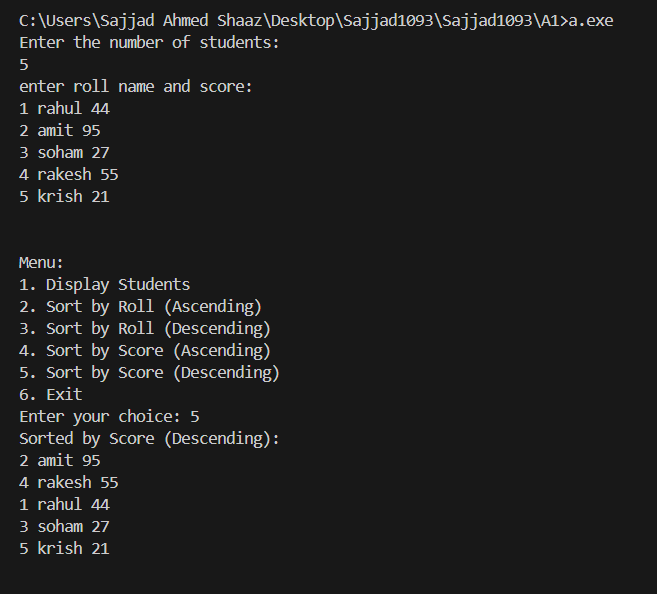 C:\Users\Sajjad Ahmed Shaaz\Desktop\Sajjad1093\Sajjad1093\A1>a.exe
Enter the number of students:
5
enter roll name and score:
1 rahul 44
2 amit 95
3 soham 27
4 rakesh 55
5 krish 21
Menu:
1. Display Students
2. Sort by Roll (Ascending)
3. Sort by Roll (Descending)
4. Sort by Score (Ascending)
5. Sort by Score (Descending)
6. Exit
Enter your choice: 5
Sorted by Score (Descending):
2 amit 95
4 rakesh 55
1 rahul 44
3 soham 27
5 krish 21